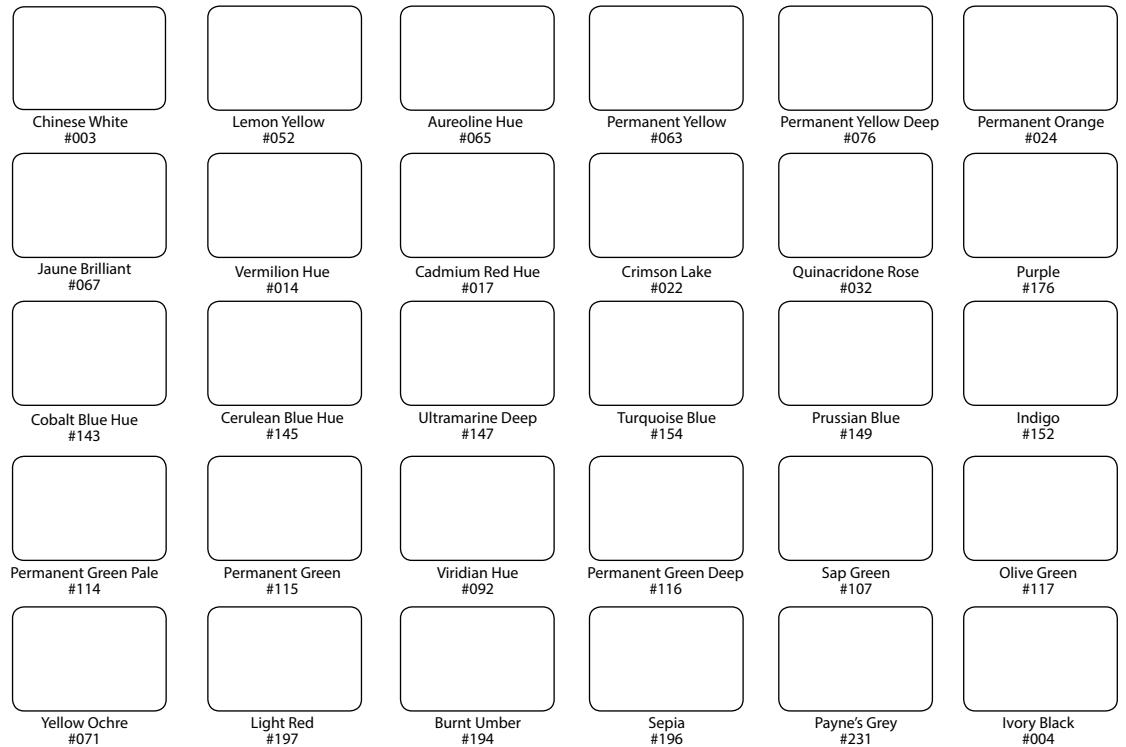 Chinese White
#003
Lemon Yellow
#052
Aureoline Hue
#065
Permanent Yellow
#063
Permanent Yellow Deep
#076
Permanent Orange
#024
Jaune Brilliant
#067
Vermilion Hue
#014
Cadmium Red Hue
#017
Crimson Lake
#022
Quinacridone Rose
#032
Purple
#176
Cobalt Blue Hue
#143
Cerulean Blue Hue
#145
Ultramarine Deep
#147
Turquoise Blue
#154
Prussian Blue
#149
Indigo
#152
Permanent Green Pale
#114
Permanent Green
#115
Viridian Hue
#092
Permanent Green Deep
#116
Sap Green
#107
Olive Green
#117
Yellow Ochre
#071
Light Red
#197
Burnt Umber
#194
Sepia
#196
Payne’s Grey
#231
Ivory Black
#004